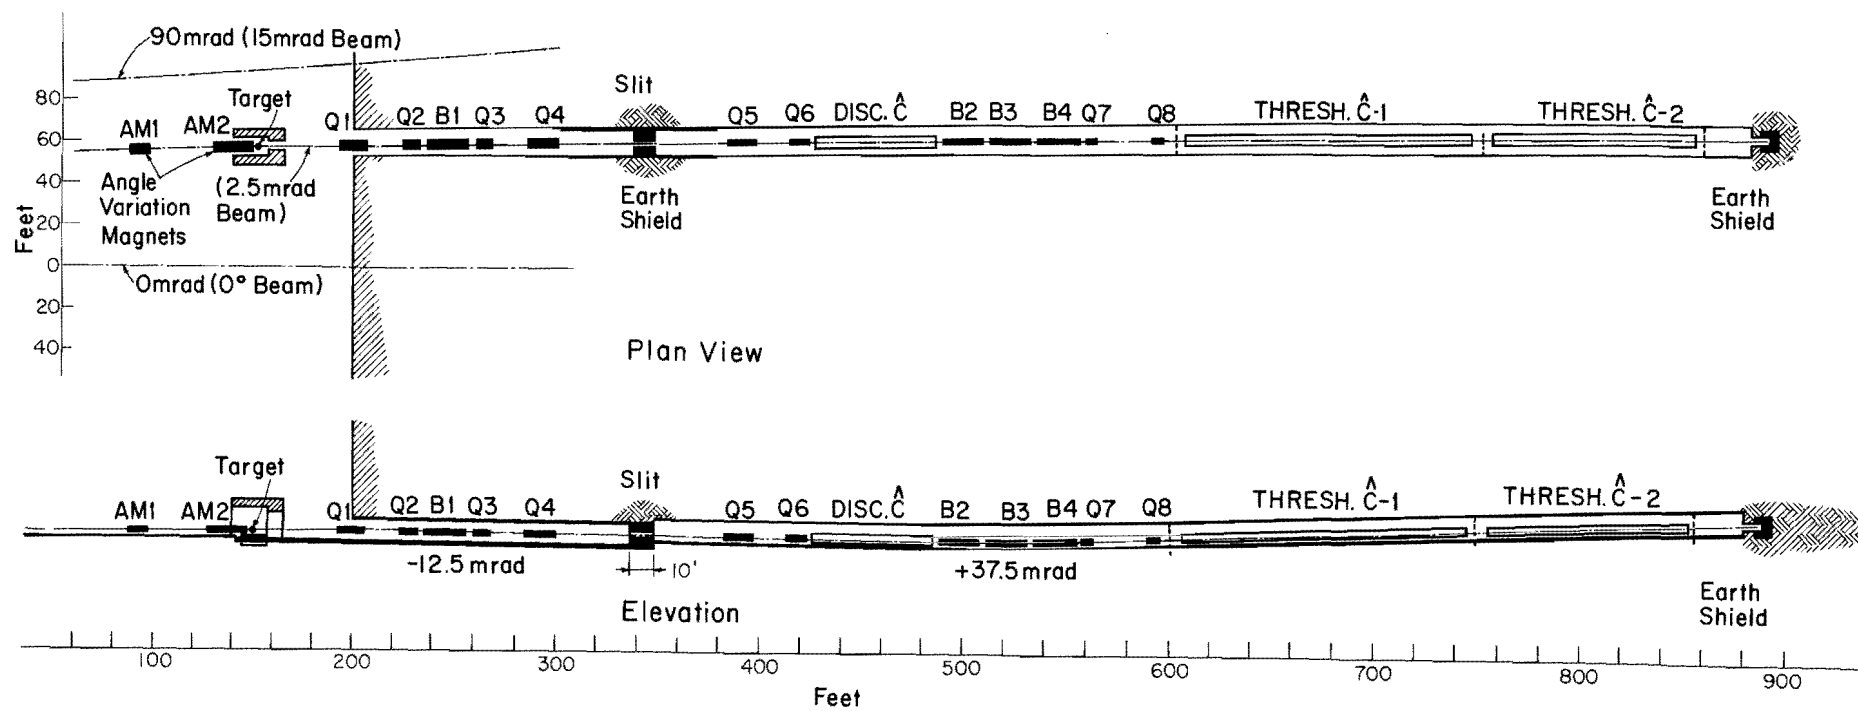 90mrad (15mrad Beam)
Slit
80
Target
AM1 AM2 Q1 Q2 B1 Q3 Q4 Q5 Q6 DISC. Ĉ B2 B3 B4 Q7 Q8 THRESH. Ĉ-1 THRESH. Ĉ-2
60
40
Angle
Variation
Magnets
(2.5mrad
Beam)
Earth
Shield
Earth
Shield
20
Feet
0
0mrad (0° Beam)
20
40
Plan View
Target
Slit
AM1 AM2 Q1 Q2 B1 Q3 Q4 Q5 Q6 DISC. Ĉ B2 B3 B4 Q7 Q8 THRESH. Ĉ-1 THRESH. Ĉ-2
-12.5mrad
10'
+37.5mrad
Elevation
Earth
Shield
100 200 300 400 500 600 700 800 900
Feet